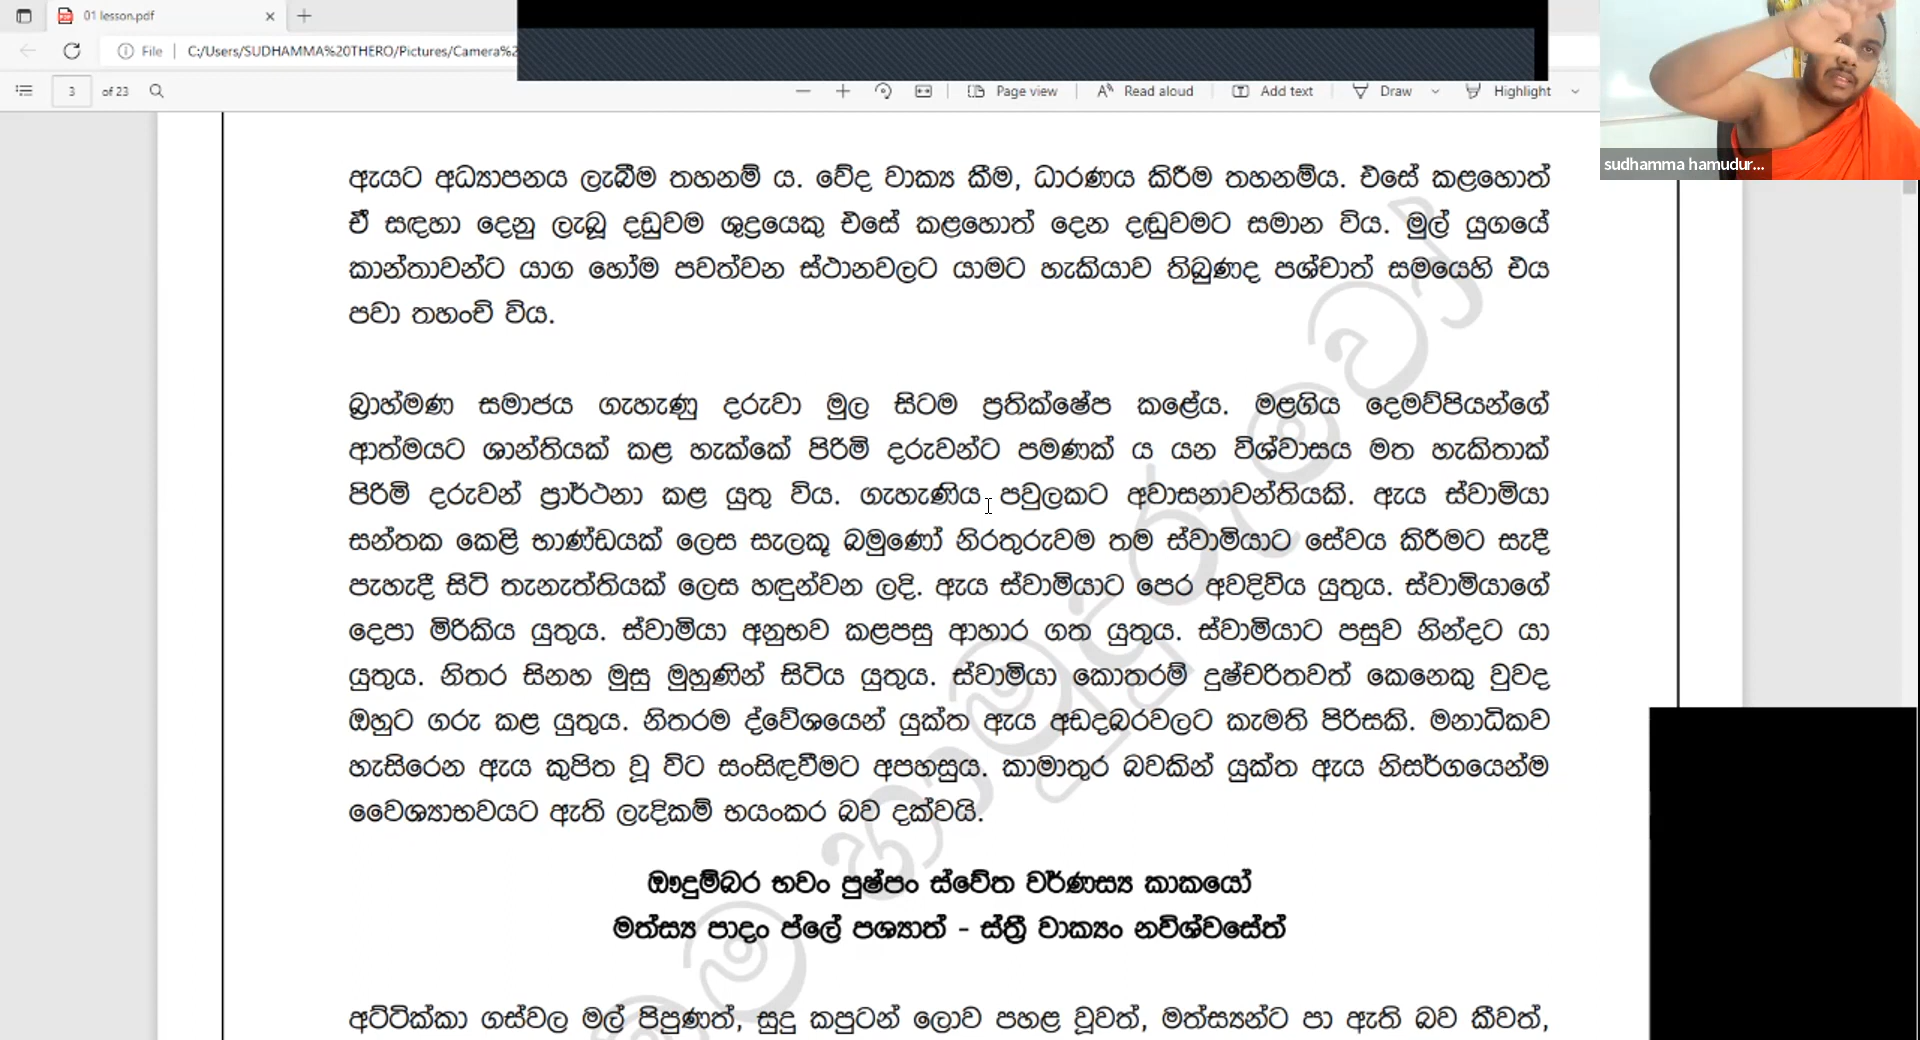 01 lesson.pdf
File
C:/Users/SUDHAMMA%20THERO/Pictures/Camera%2
3 of 23
Page view
Read aloud
Add text
Draw
Highlight
sudhamma hamudur...
ඇයට අධ්‍යාපනය ලැබීම තහනම් ය. වේද වාක්‍ය කීම, ධාරණය කිරීම තහනම්ය. එසේ කළහොත්
ඒ සඳහා දෙනු ලැබූ දඩුවම ශුද්‍රයෙකු එසේ කළහොත් දෙන දඬුවමට සමාන විය. මුල් යුගයේ
කාන්තාවන්ට යාග හෝම පවත්වන ස්ථානවලට යාමට හැකියාව තිබුණද පශ්චාත් සමයෙහි එය
පවා තහංචි විය.
බ්‍රාහ්මණ සමාජය ගැහැණු දරුවා මුල සිටම ප්‍රතික්ෂේප කළේය. මළගිය දෙමව්පියන්ගේ
ආත්මයට ශාන්තියක් කළ හැක්කේ පිරිමි දරුවන්ට පමණක් ය යන විශ්වාසය මත හැකිතාක්
පිරිමි දරුවන් ප්‍රාර්ථනා කළ යුතු විය. ගැහැණිය පවුලකට අවාසනාවන්තියකි. ඇය ස්වාමියා
සන්තක කෙළි භාණ්ඩයක් ලෙස සැලකූ බමුණෝ නිරතුරුවම තම ස්වාමියාට සේවය කිරීමට සැදී
පැහැදී සිටි තැනැත්තියක් ලෙස හඳුන්වන ලදි. ඇය ස්වාමියාට පෙර අවදිවිය යුතුය. ස්වාමියාගේ
දෙපා මිරිකිය යුතුය. ස්වාමියා අනුභව කළපසු ආහාර ගත යුතුය. ස්වාමියාට පසුව නින්දට යා
යුතුය. නිතර සිනහ මුසු මුහුණින් සිටිය යුතුය. ස්වාමියා කොතරම් දුෂ්චරිතවත් කෙනෙකු වුවද
ඔහුට ගරු කළ යුතුය. නිතරම ද්වේශයෙන් යුක්ත ඇය අඩදබරවලට කැමති පිරිසකි. මනාධිකව
හැසිරෙන ඇය කුපිත වූ විට සංසිඳවීමට අපහසුය. කාමාතුර බවකින් යුක්ත ඇය නිසර්ගයෙන්ම
වෛශ්‍යාභවයට ඇති ලැදිකම් භයංකර බව දක්වයි.
ඖදුම්බර භවං පුෂ්පං ස්වේත වර්ණස්‍ය කාකයෝ
මත්ස්‍ය පාදං ප්ලේ පශ්‍යාත් - ස්ත්‍රී වාක්‍යං නවිශ්වසේත්
අට්ටික්කා ගස්වල මල් පිපුණත්, සුදු කපුටන් ලොව පහළ වූවත්, මත්ස්‍යන්ට පා ඇති බව කීවත්,